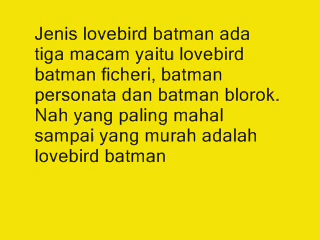 Jenis lovebird batman ada
tiga macam yaitu lovebird
batman ficheri, batman
personata dan batman blorok.
Nah yang paling mahal
sampai yang murah adalah
lovebird batman